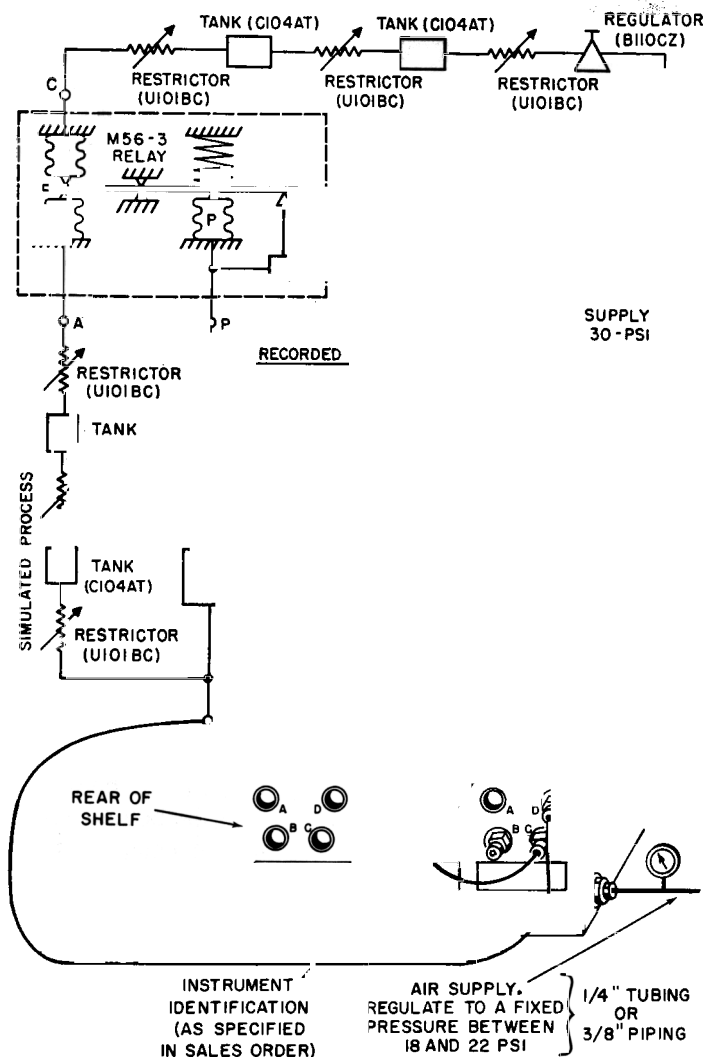 TANK (C104AT)
TANK (C104AT)
REGULATOR
(B110CZ)
RESTRICTOR
(U101BC)
RESTRICTOR
(U101BC)
RESTRICTOR
(U101BC)
C
M56-3
RELAY
P
A
P
SUPPLY
30-PSI
RECORDED
RESTRICTOR
(U101BC)
TANK
SIMULATED PROCESS
TANK
(C104AT)
RESTRICTOR
(U101BC)
REAR OF
SHELF
A
D
B
C
A
D
B
C
INSTRUMENT
IDENTIFICATION
(AS SPECIFIED
IN SALES ORDER)
AIR SUPPLY.
REGULATE TO A FIXED
PRESSURE BETWEEN
18 AND 22 PSI
1/4" TUBING
OR
3/8" PIPING